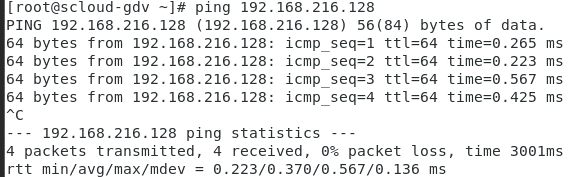 [root@scloud-gdv ~]# ping 192.168.216.128
PING 192.168.216.128 (192.168.216.128) 56(84) bytes of data.
64 bytes from 192.168.216.128: icmp_seq=1 ttl=64 time=0.265 ms
64 bytes from 192.168.216.128: icmp_seq=2 ttl=64 time=0.223 ms
64 bytes from 192.168.216.128: icmp_seq=3 ttl=64 time=0.567 ms
64 bytes from 192.168.216.128: icmp_seq=4 ttl=64 time=0.425 ms
^C
--- 192.168.216.128 ping statistics ---
4 packets transmitted, 4 received, 0% packet loss, time 3001ms
rtt min/avg/max/mdev = 0.223/0.370/0.567/0.136 ms